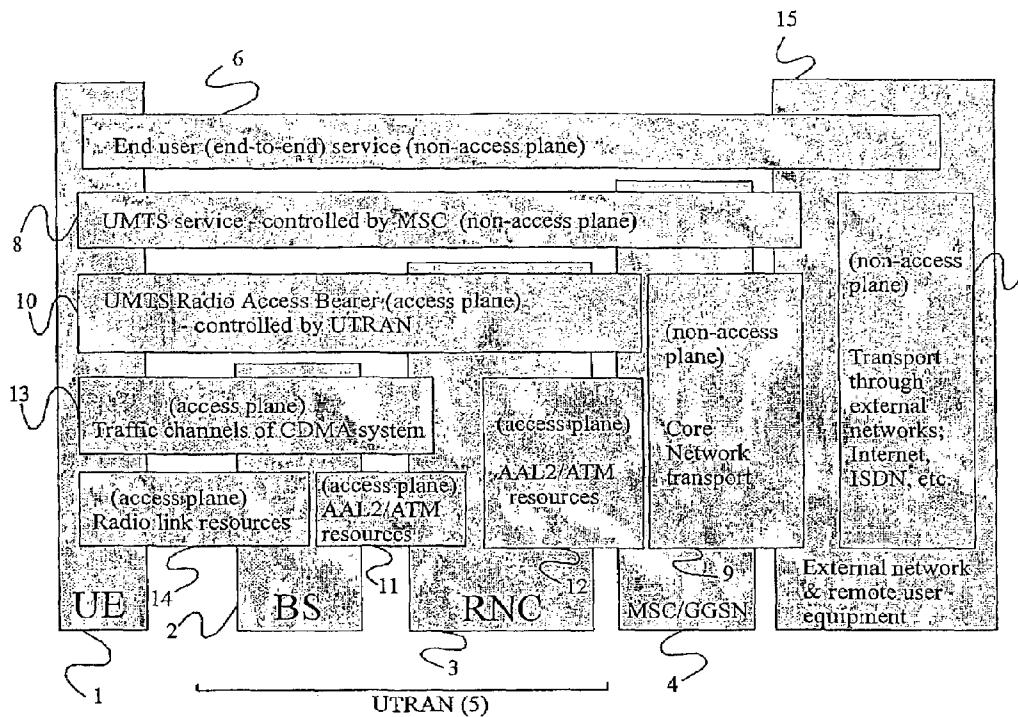 15
6
End user (end-to-end) service (non-access plane)
8
UMTS service - controlled by MSC (non-access plane)
10
UMTS Radio Access Bearer (access plane)
- controlled by UTRAN
(non-access
plane)
Core
Network
transport
(non-access
plane)
Transport
through
external
networks;
Internet,
ISDN, etc.
13
(access plane)
Traffic channels of CDMA system
(access plane)
AAL2/ATM
resources
(access plane)
Radio link resources
(access plane)
AAL2/ATM
resources
14
11
12
9
External network
& remote user
equipment
UE
BS
RNC
MSC/GGSN
2
1
3
4
UTRAN (5)